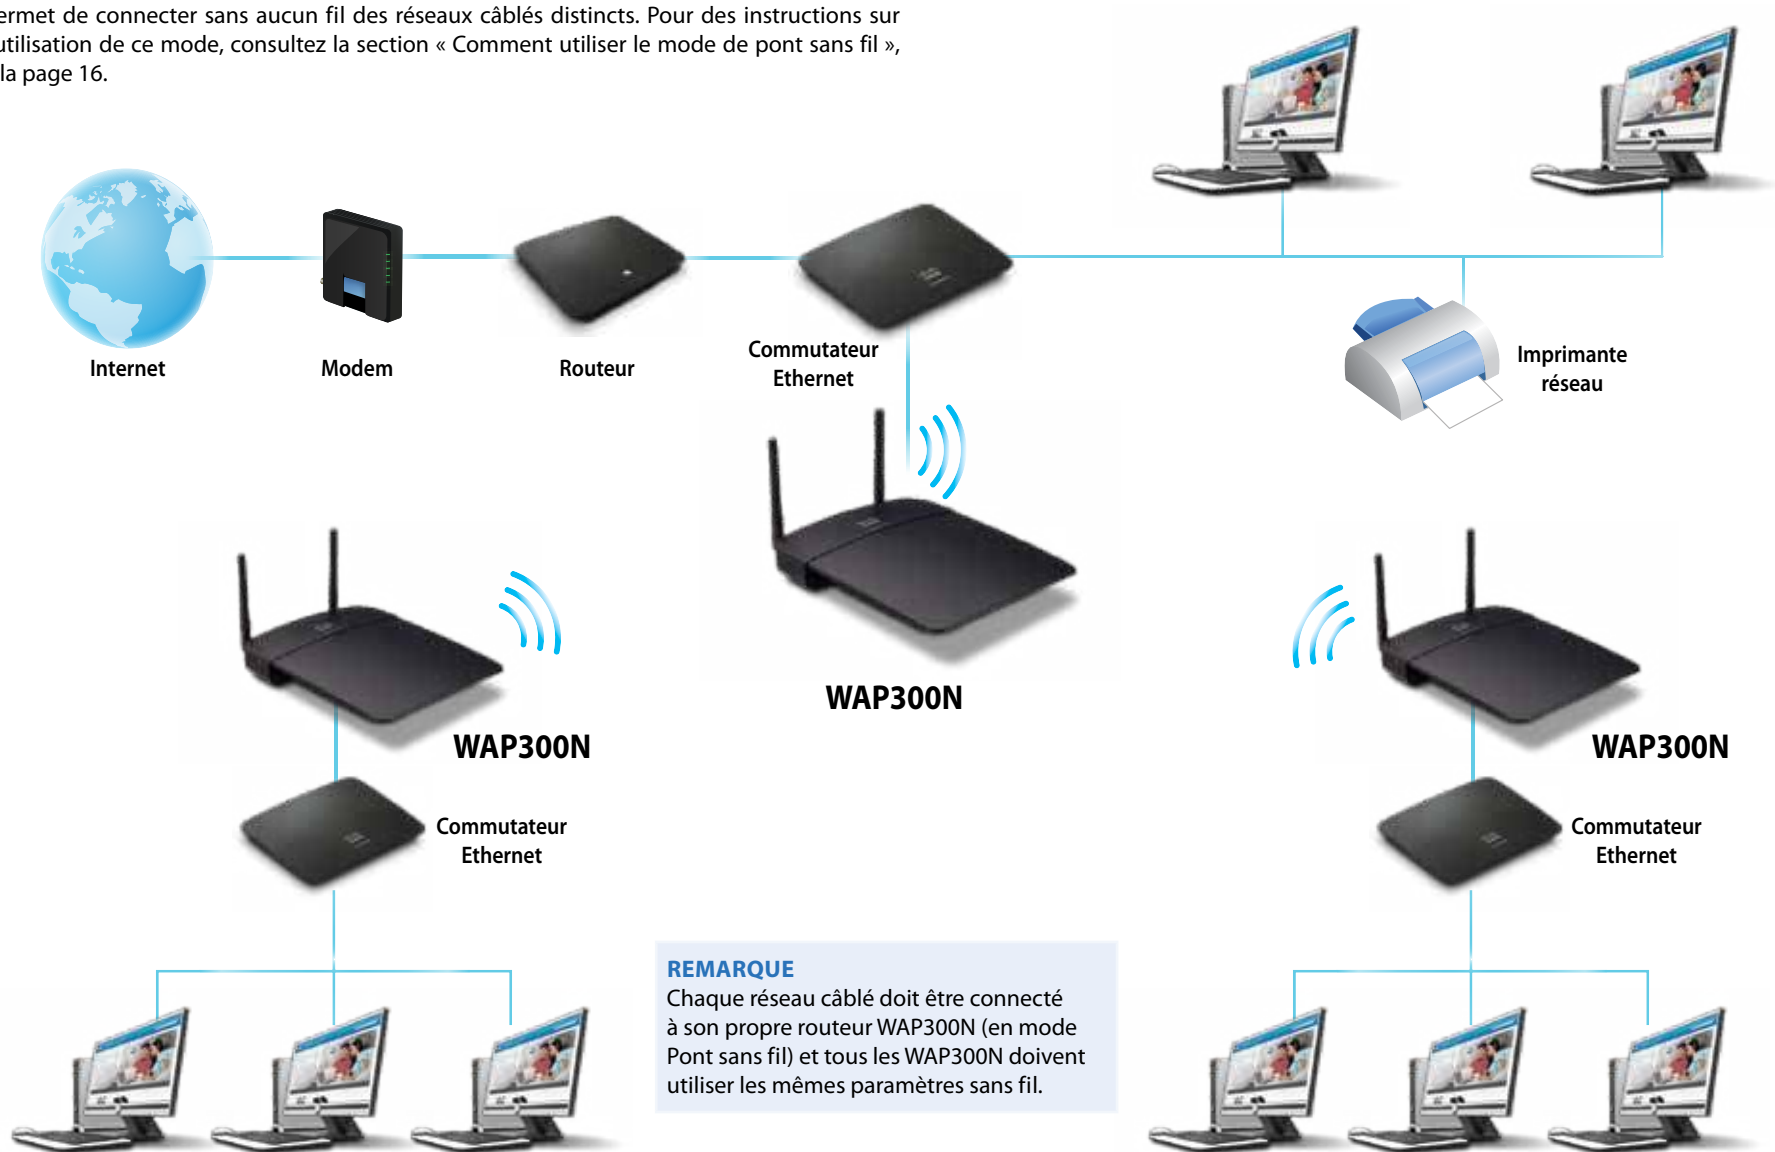 ermet de connecter sans aucun fil des réseaux câblés distincts. Pour des instructions sur
utilisation de ce mode, consultez la section « Comment utiliser le mode de pont sans fil »,
la page 16.
Internet
Modem
Routeur
Commutateur
Ethernet
Imprimante
réseau
WAP300N
WAP300N
WAP300N
Commutateur
Ethernet
Commutateur
Ethernet
REMARQUE
Chaque réseau câblé doit être connecté
à son propre routeur WAP300N (en mode
Pont sans fil) et tous les WAP300N doivent
utiliser les mêmes paramètres sans fil.